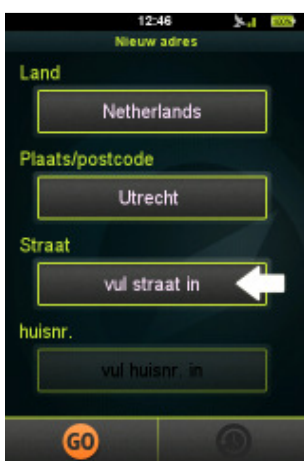 12:46
100%
Nieuw adres
Land
Netherlands
Plaats/postcode
Utrecht
Straat
vul straat in
huisnr.
vul huisnr. in
GO